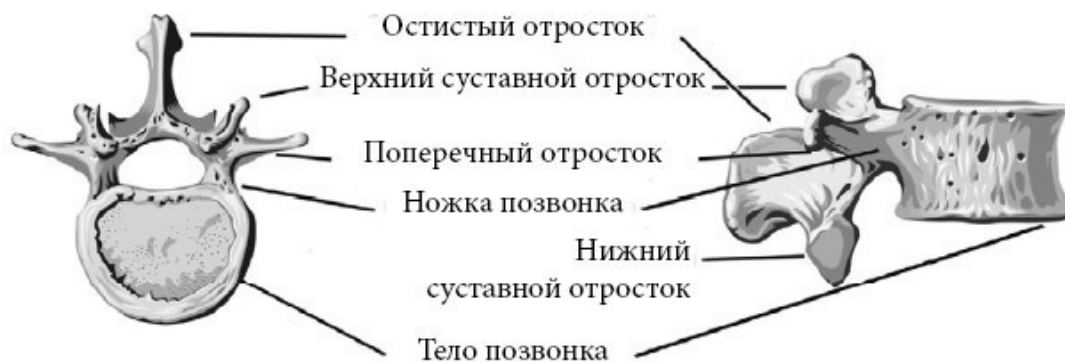 Остистый отросток
Верхний суставной отросток
Поперечный отросток
Ножка позвонка
Нижний
суставной отросток
Тело позвонка